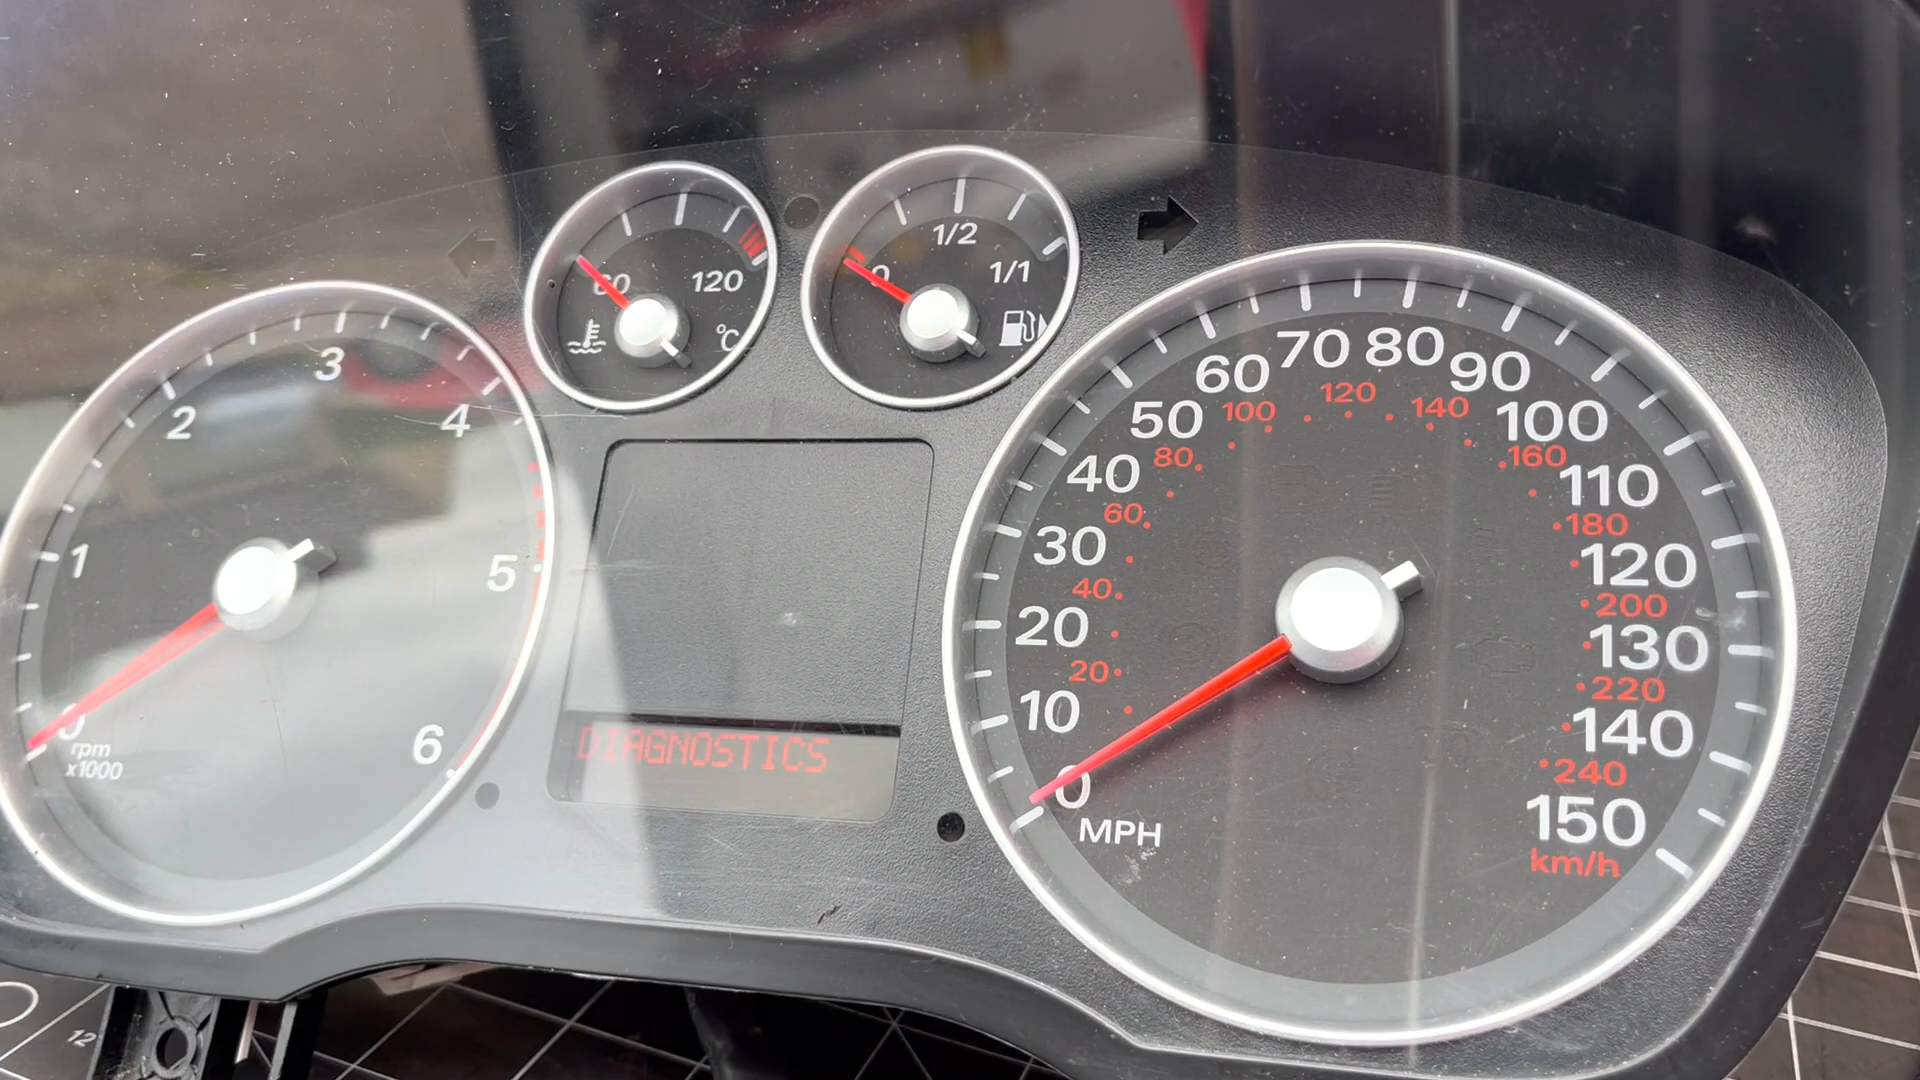 1/2
60 120
0 1/1
°C
3
2 4
1 5
0 6
rpm
x1000
DIAGNOSTICS
0 10 20 30 40 50 60 70 80 90 100 110 120 130 140 150
MPH
20 40 60 80 100 120 140 160 180 200 220 240
km/h
12